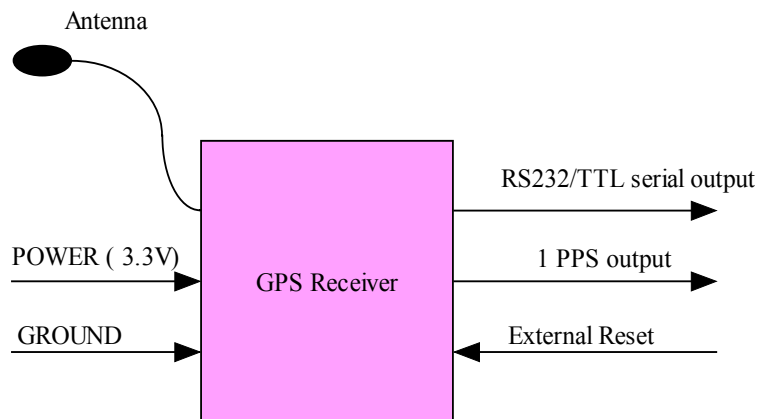 Antenna
RS232/TTL serial output
POWER ( 3.3V)
1 PPS output
GPS Receiver
GROUND
External Reset